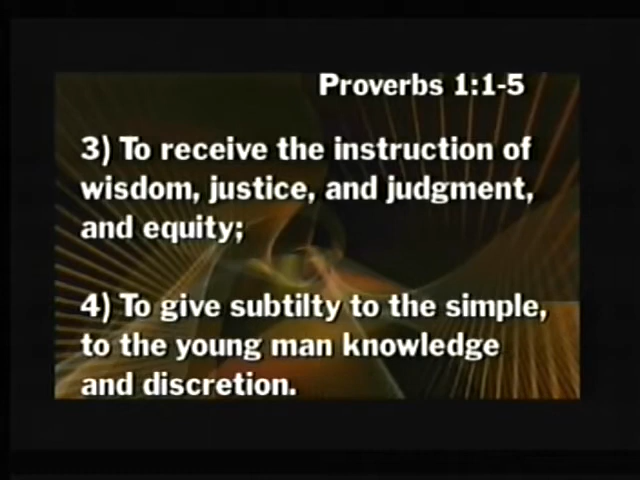 Proverbs 1:1-5
3) To receive the instruction of
wisdom, justice, and judgment,
and equity;
4) To give subtilty to the simple,
to the young man knowledge
and discretion.